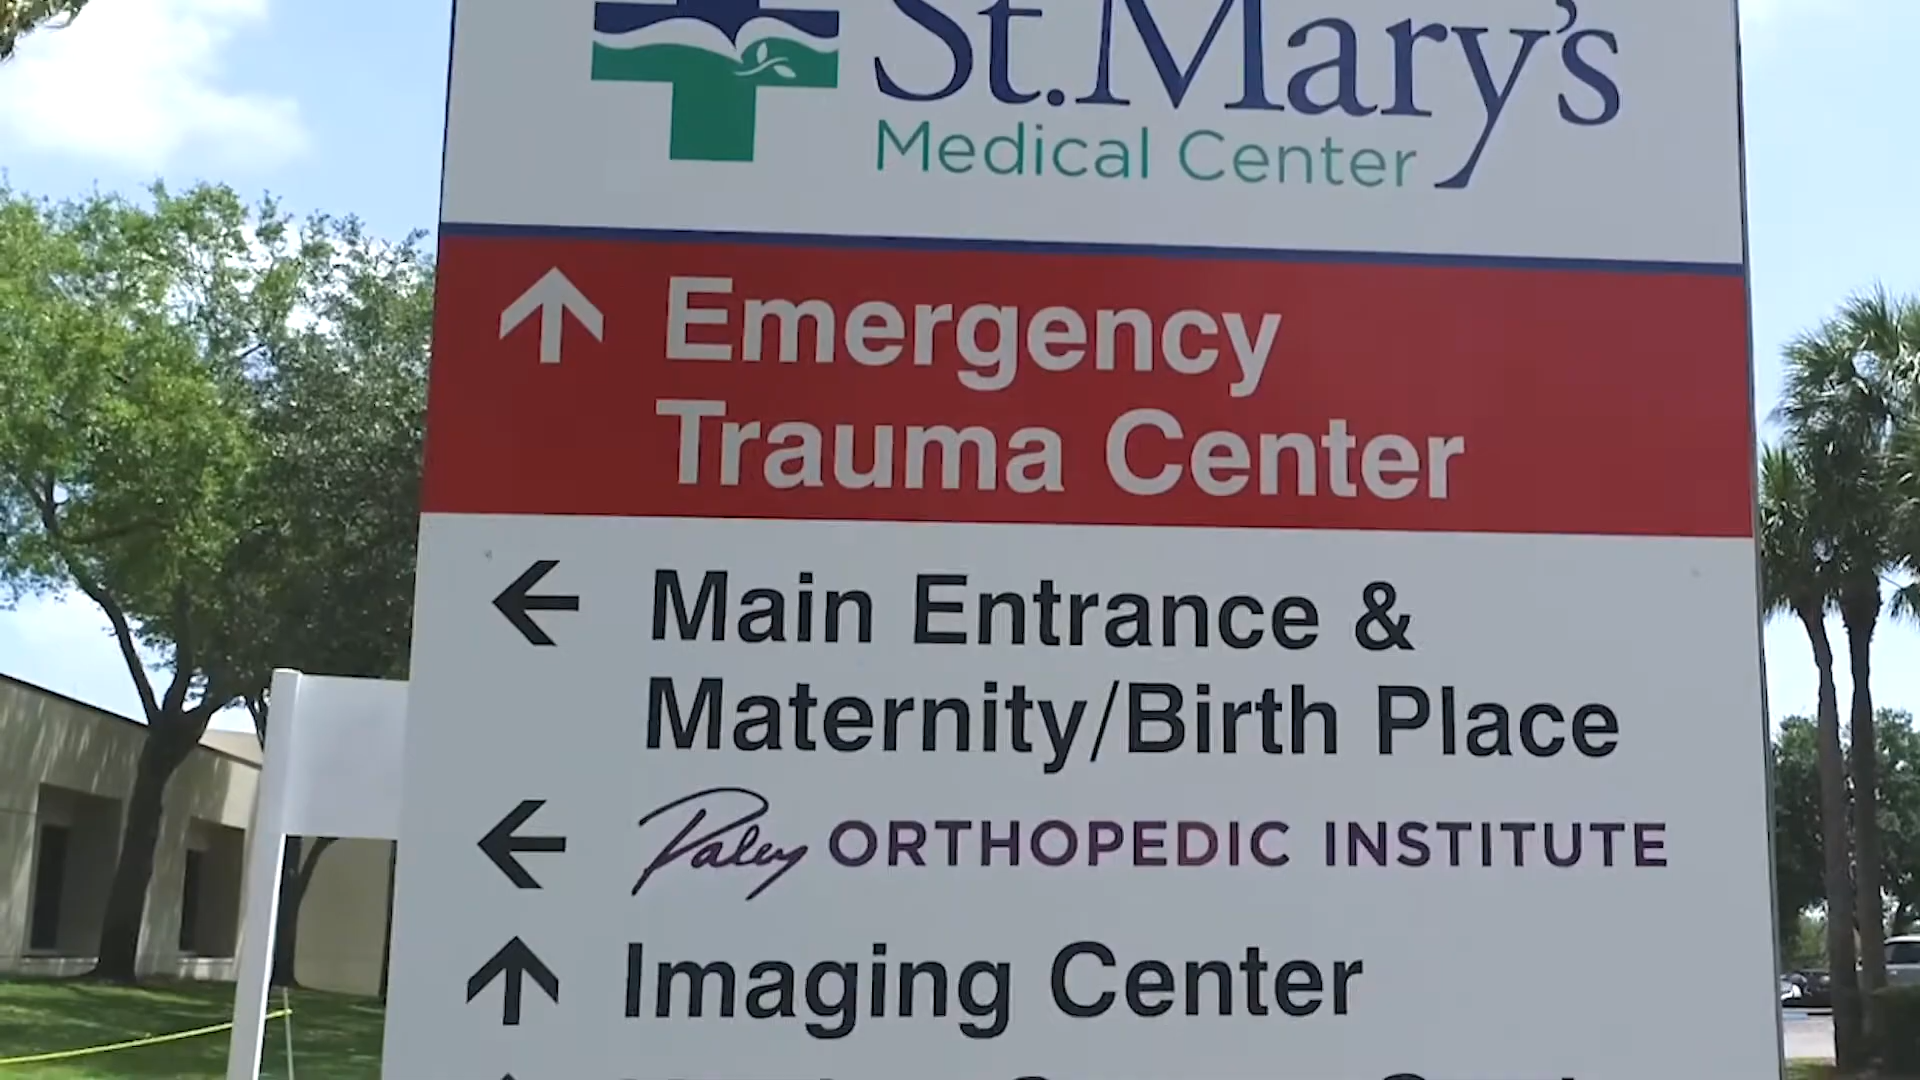 St. Mary's
Medical Center
Emergency
Trauma Center
Main Entrance &
Maternity/Birth Place
Paley ORTHOPEDIC INSTITUTE
Imaging Center